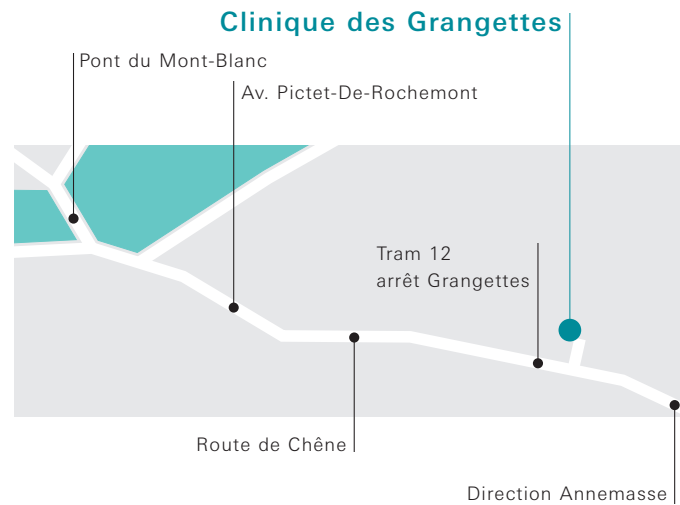 Clinique des Grangettes
Pont du Mont-Blanc
Av. Pictet-De-Rochemont
Tram 12
arrêt Grangettes
Route de Chêne
Direction Annemasse